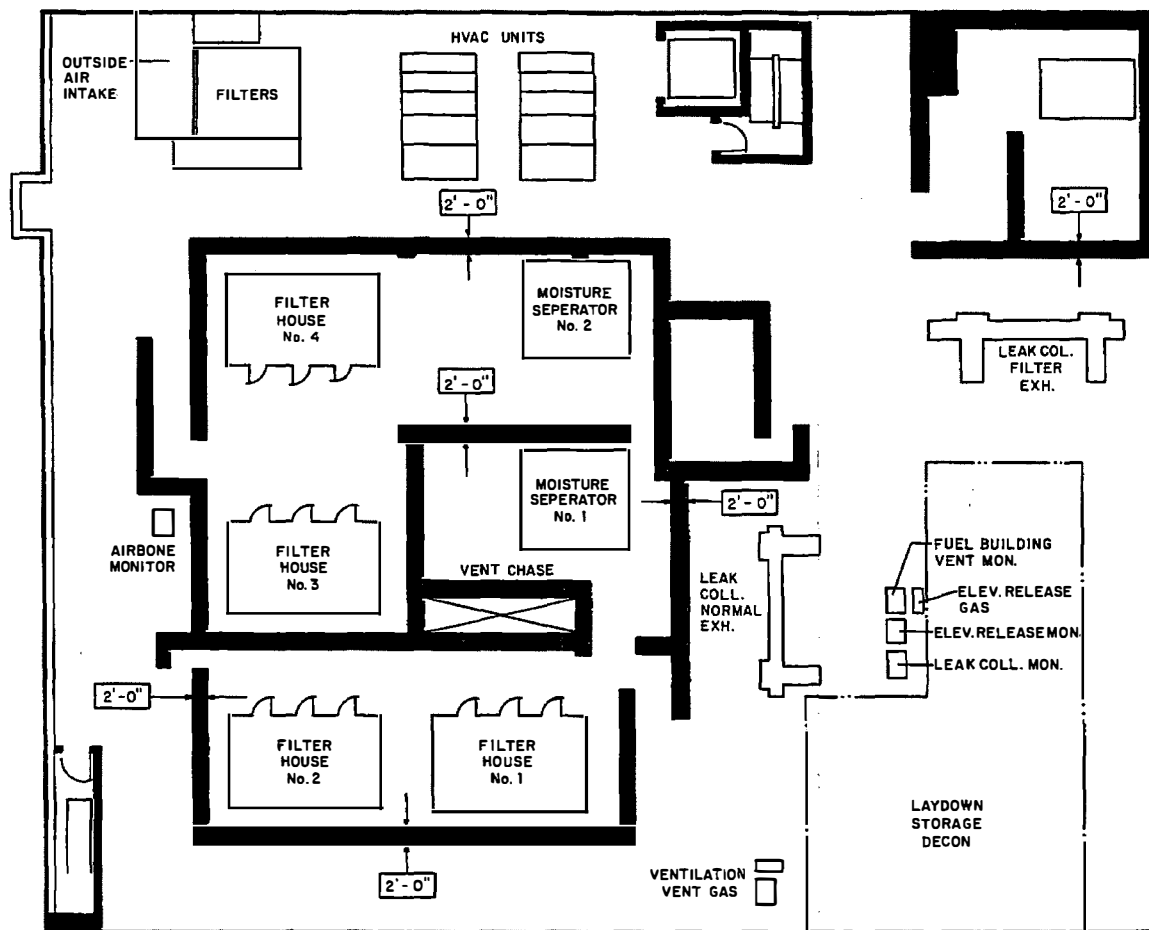 HVAC UNITS
OUTSIDE
AIR
INTAKE
FILTERS
2'-0"
2'-0"
FILTER
HOUSE
No. 4
MOISTURE
SEPERATOR
No. 2
LEAK COL.
FILTER
EXH.
2'-0"
MOISTURE
SEPERATOR
No. 1
2'-0"
AIRBONE
MONITOR
FILTER
HOUSE
No. 3
VENT CHASE
LEAK
COLL.
NORMAL
EXH.
FUEL BUILDING
VENT MON.
ELEV. RELEASE
GAS
ELEV. RELEASE MON.
LEAK COLL. MON.
2'-0"
FILTER
HOUSE
No. 2
FILTER
HOUSE
No. 1
LAYDOWN
STORAGE
DECON
2'-0"
VENTILATION
VENT GAS